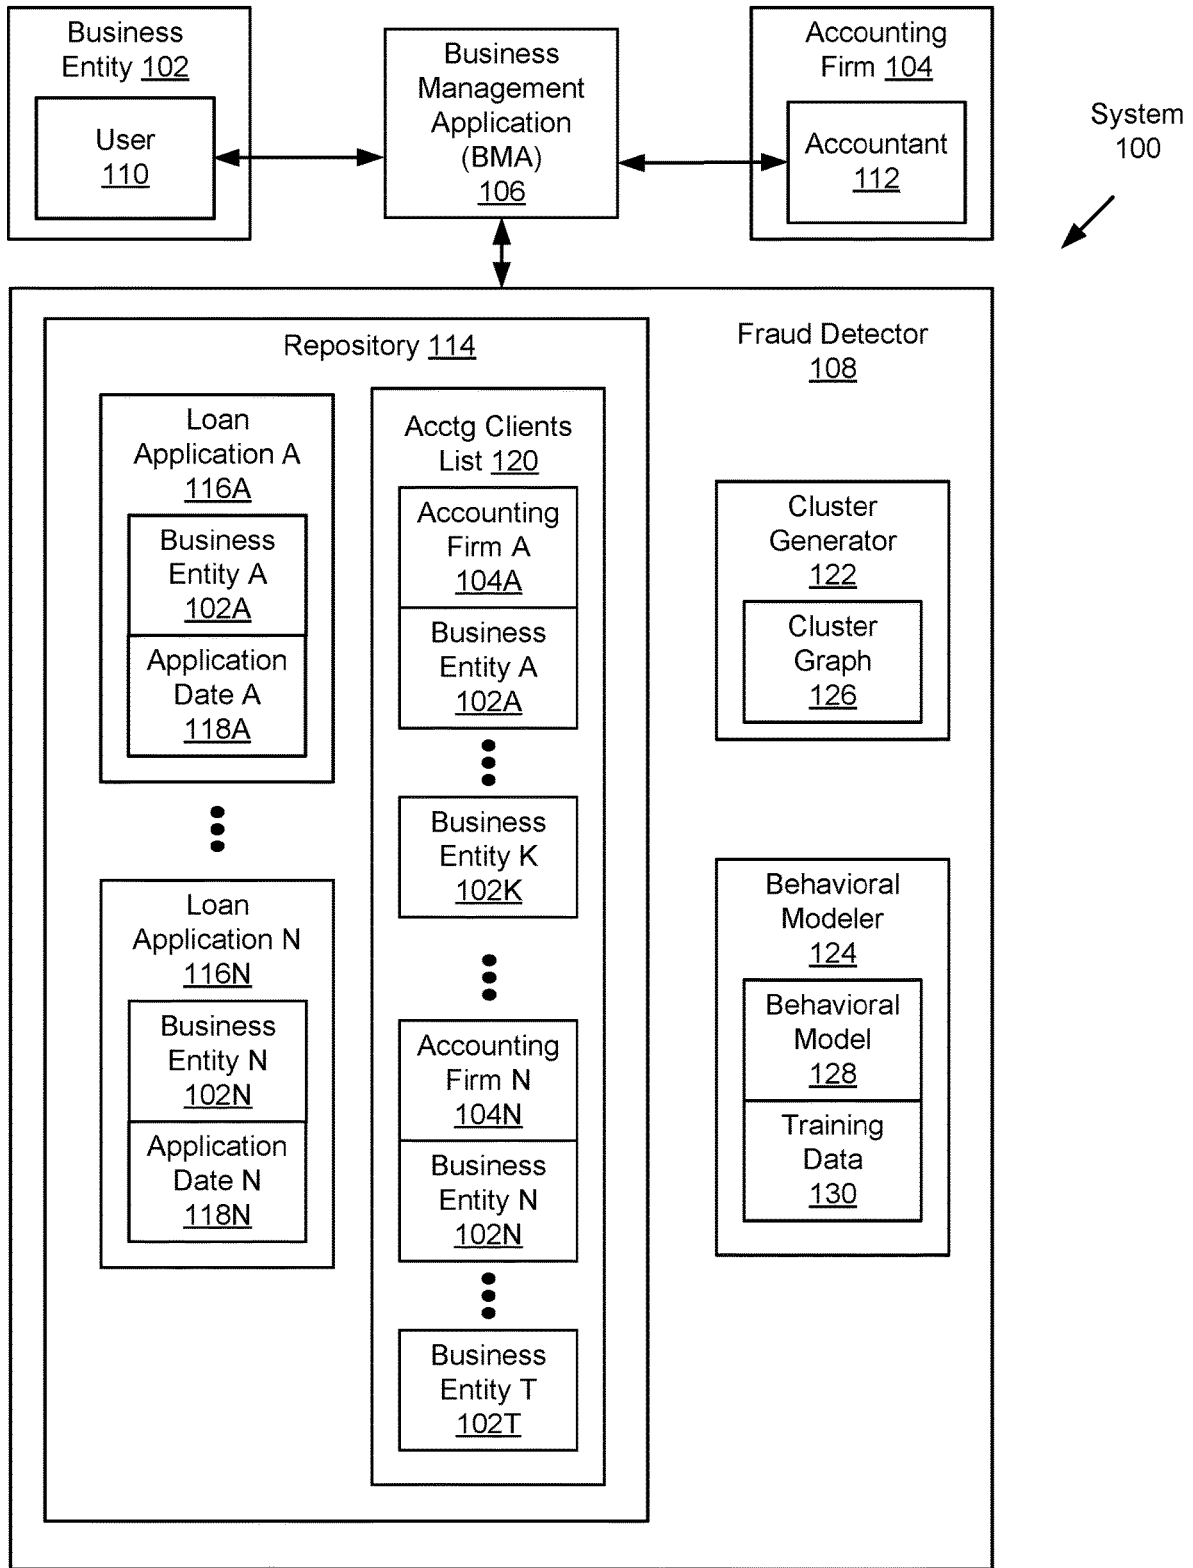 Business
Entity 102
User
110
Business
Management
Application
(BMA)
106
Accounting
Firm 104
Accountant
112
System
100
Repository 114
Loan
Application A
116A
Business
Entity A
102A
Application
Date A
118A
Loan
Application N
116N
Business
Entity N
102N
Application
Date N
118N
Acctg Clients
List 120
Accounting
Firm A
104A
Business
Entity A
102A
Business
Entity K
102K
Accounting
Firm N
104N
Business
Entity N
102N
Business
Entity T
102T
Fraud Detector
108
Cluster
Generator
122
Cluster
Graph
126
Behavioral
Modeler
124
Behavioral
Model
128
Training
Data
130